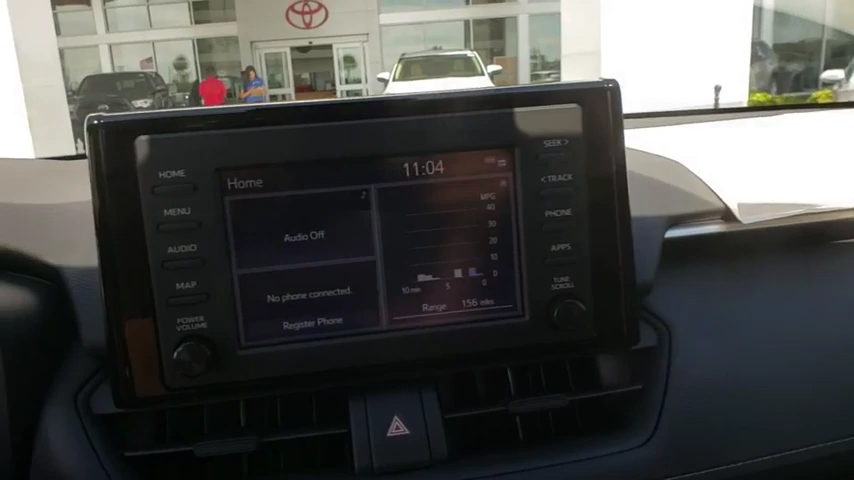 HOME
MENU
AUDIO
MAP
POWER
VOLUME
Home
11:04
Audio Off
No phone connected.
Register Phone
MPG
40
30
20
10
0
10 min
5
0
Range 156 miles
SEEK>
<TRACK
PHONE
APPS
TUNE
SCROLL